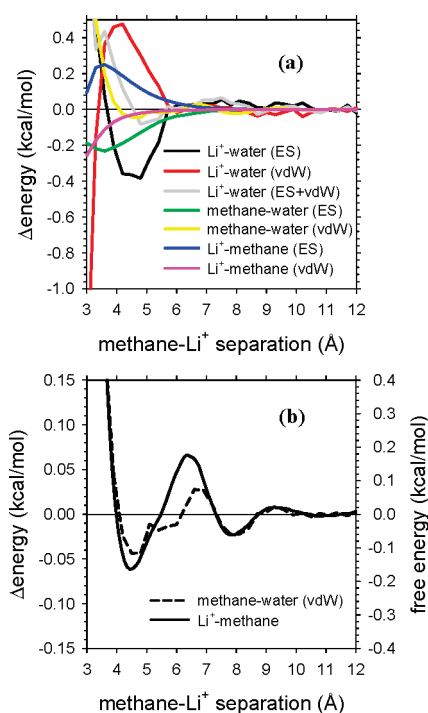 (a)
0.4
0.2
0.0
-0.2
-0.4
-0.6
-0.8
-1.0
Δenergy (kcal/mol)
Li⁺-water (ES)
Li⁺-water (vdW)
Li⁺-water (ES+vdW)
methane-water (ES)
methane-water (vdW)
Li⁺-methane (ES)
Li⁺-methane (vdW)
3 4 5 6 7 8 9 10 11 12
methane-Li⁺ separation (Å)
(b)
0.15
0.10
0.05
0.00
-0.05
-0.10
-0.15
Δenergy (kcal/mol)
0.4
0.3
0.2
0.1
0.0
-0.1
-0.2
-0.3
-0.4
free energy (kcal/mol)
methane-water (vdW)
Li⁺-methane
3 4 5 6 7 8 9 10 11 12
methane-Li⁺ separation (Å)